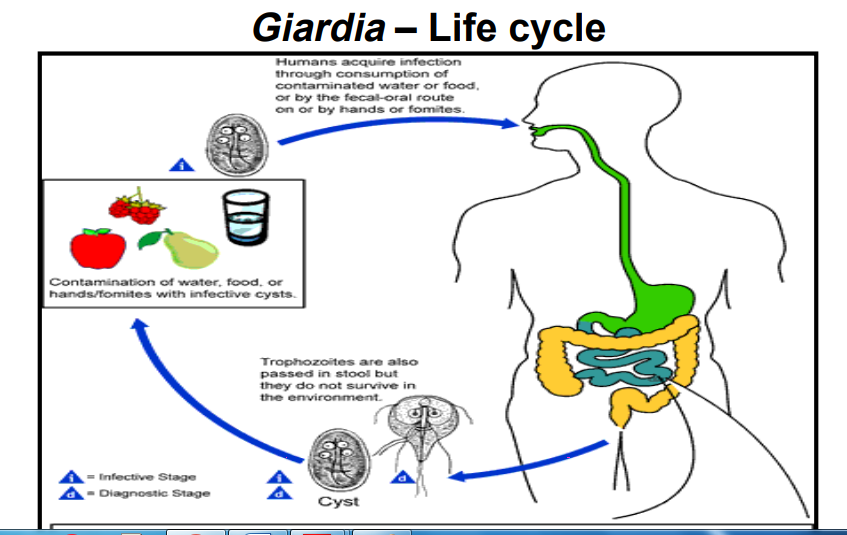 Giardia – Life cycle
Humans acquire infection
through consumption of
contaminated water or food,
or by the fecal-oral route
on or by hands or fomites.
i
Contamination of water, food, or
hands/fomites with infective cysts.
Trophozoites are also
passed in stool but
they do not survive in
the environment.
i = Infective Stage
d = Diagnostic Stage
i
d
d
Cyst